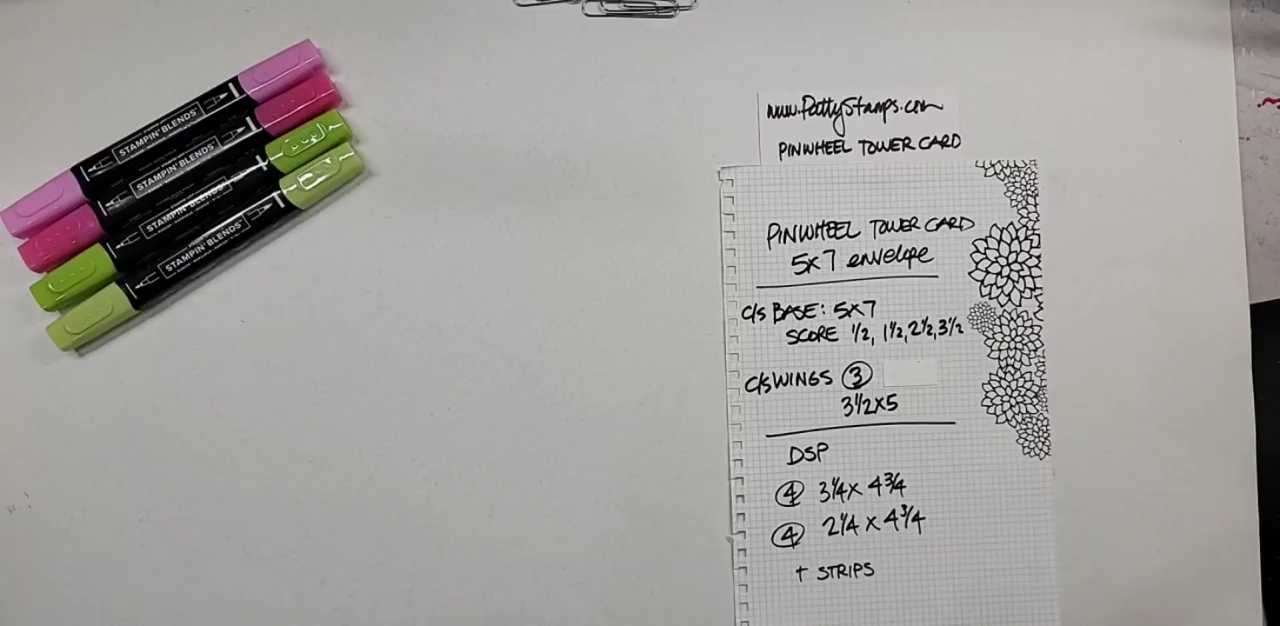 STAMPIN' BLENDS
STAMPIN' BLENDS
STAMPIN' BLENDS
STAMPIN' BLENDS
www.PattyStamps.com
PINWHEEL TOWER CARD
PINWHEEL TOWER CARD
5x7 envelope
C/S BASE: 5x7
SCORE 1/2, 1 1/2, 2 1/2, 3 1/2
C/S WINGS 3
3 1/2 x 5
DSP
4 3 1/4 x 4 3/4
4 2 1/4 x 4 3/4
+ STRIPS